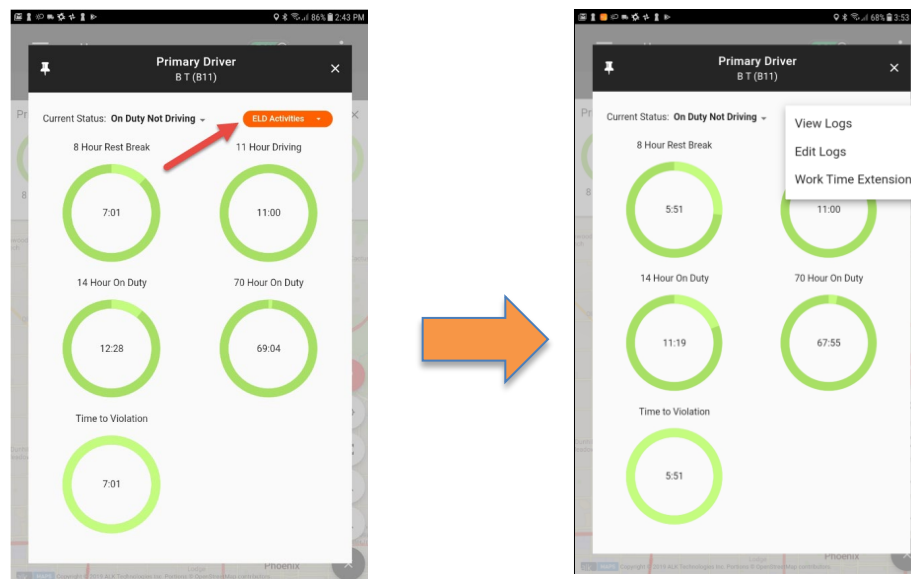 86% 2:43 PM
Primary Driver
B T (B11)
Pr
Current Status: On Duty Not Driving
ELD Activities
8 Hour Rest Break
11 Hour Driving
8
7:01
11:00
14 Hour On Duty
70 Hour On Duty
12:28
69:04
Time to Violation
7:01
Phoenix
68% 3:53
Primary Driver
B T (B11)
Pr
Current Status: On Duty Not Driving
View Logs
Edit Logs
Work Time Extension
8 Hour Rest Break
8
5:51
11:00
14 Hour On Duty
70 Hour On Duty
11:19
67:55
Time to Violation
5:51
Phoenix